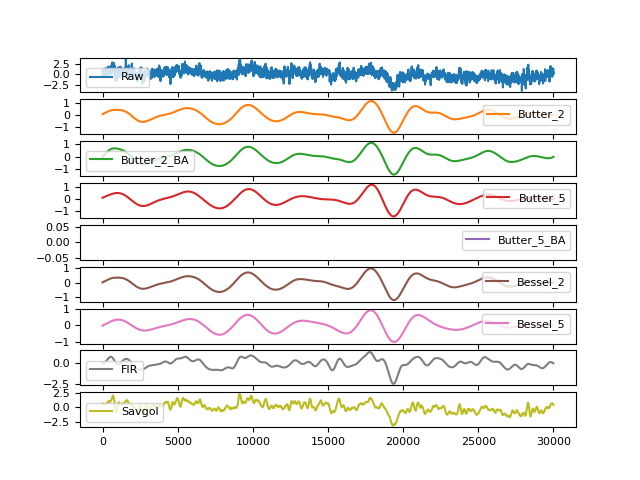 2.5
0.0
−2.5
Raw
1
0
−1
Butter_2
1
0
−1
Butter_2_BA
1
0
−1
Butter_5
0.05
0.00
−0.05
Butter_5_BA
1
0
−1
Bessel_2
1
0
−1
Bessel_5
0.0
−2.5
FIR
2.5
0.0
−2.5
Savgol
0 5000 10000 15000 20000 25000 30000